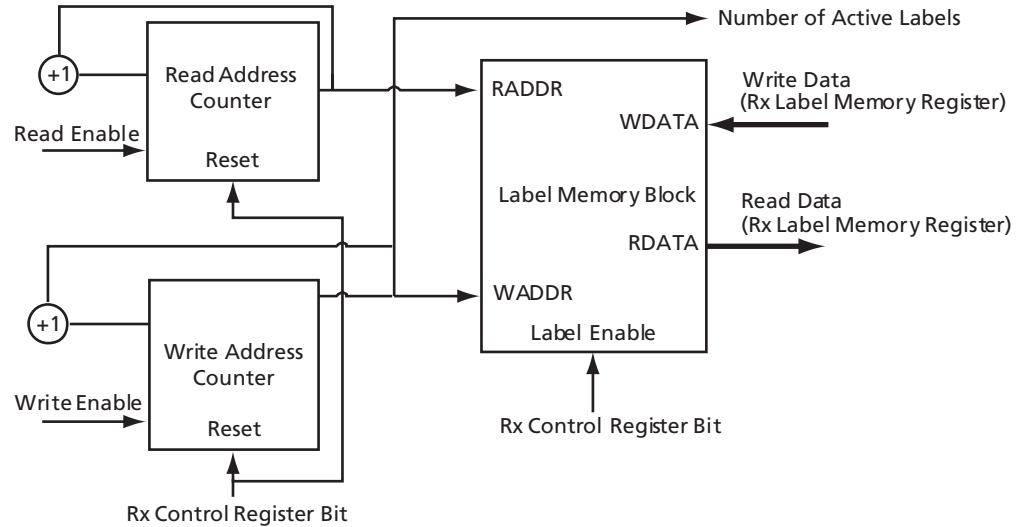 Number of Active Labels
+1
Read Address
Counter
Read Enable
Reset
RADDR
WDATA
Write Data
(Rx Label Memory Register)
Label Memory Block
Read Data
(Rx Label Memory Register)
RDATA
+1
Write Address
Counter
Write Enable
Reset
WADDR
Label Enable
Rx Control Register Bit
Rx Control Register Bit